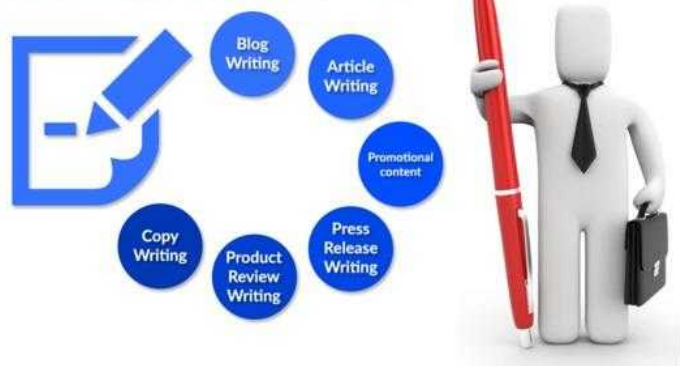 Blog
Writing
Article
Writing
Promotional
content
Press
Release
Writing
Product
Review
Writing
Copy
Writing